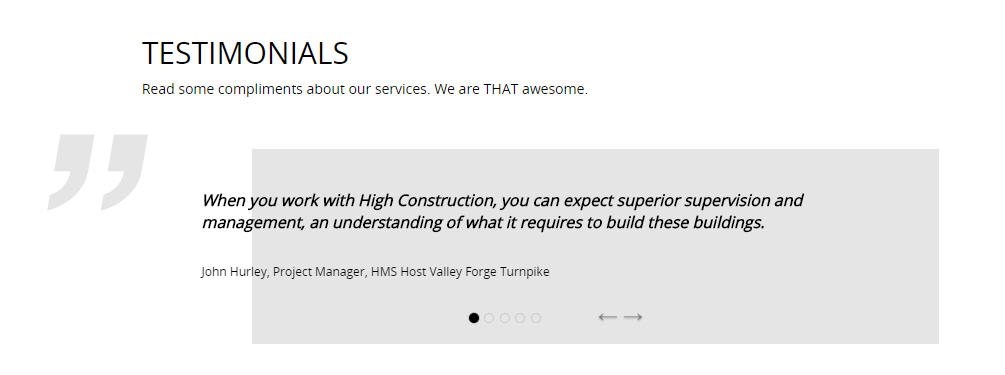 TESTIMONIALS
Read some compliments about our services. We are THAT awesome.
When you work with High Construction, you can expect superior supervision and
management, an understanding of what it requires to build these buildings.
John Hurley, Project Manager, HMS Host Valley Forge Turnpike